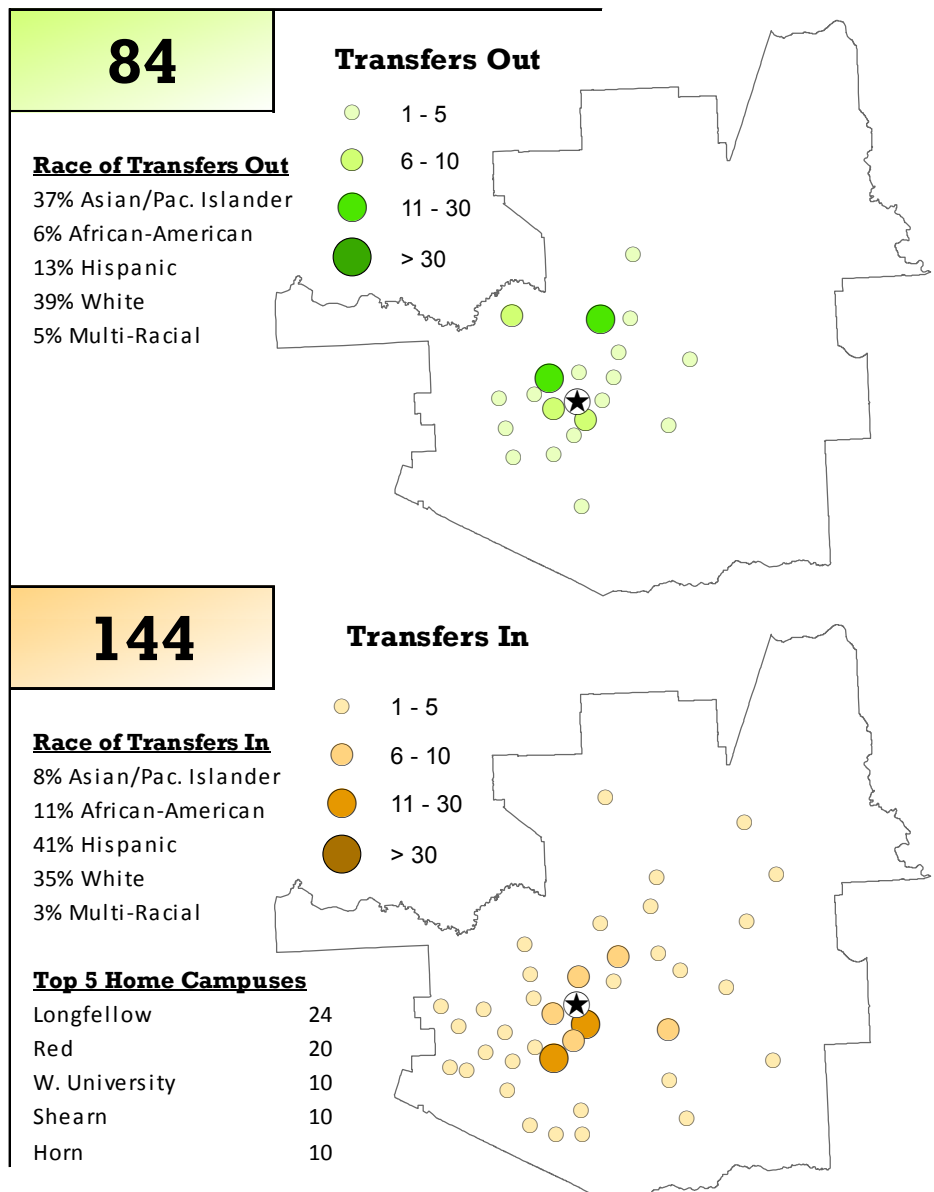 84
Transfers Out
1 - 5
6 - 10
11 - 30
> 30
Race of Transfers Out
37% Asian/Pac. Islander
6% African-American
13% Hispanic
39% White
5% Multi-Racial
144
Transfers In
1 - 5
6 - 10
11 - 30
> 30
Race of Transfers In
8% Asian/Pac. Islander
11% African-American
41% Hispanic
35% White
3% Multi-Racial
Top 5 Home Campuses
Longfellow 24
Red 20
W. University 10
Shearn 10
Horn 10